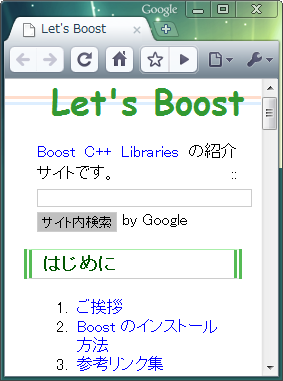 Google
Let's Boost
Let's Boost
Boost C++ Libraries の紹介
サイトです。 ::
サイト内検索 by Google
はじめに
1. ご挨拶
2. Boost のインストール
方法
3. 参考リンク集